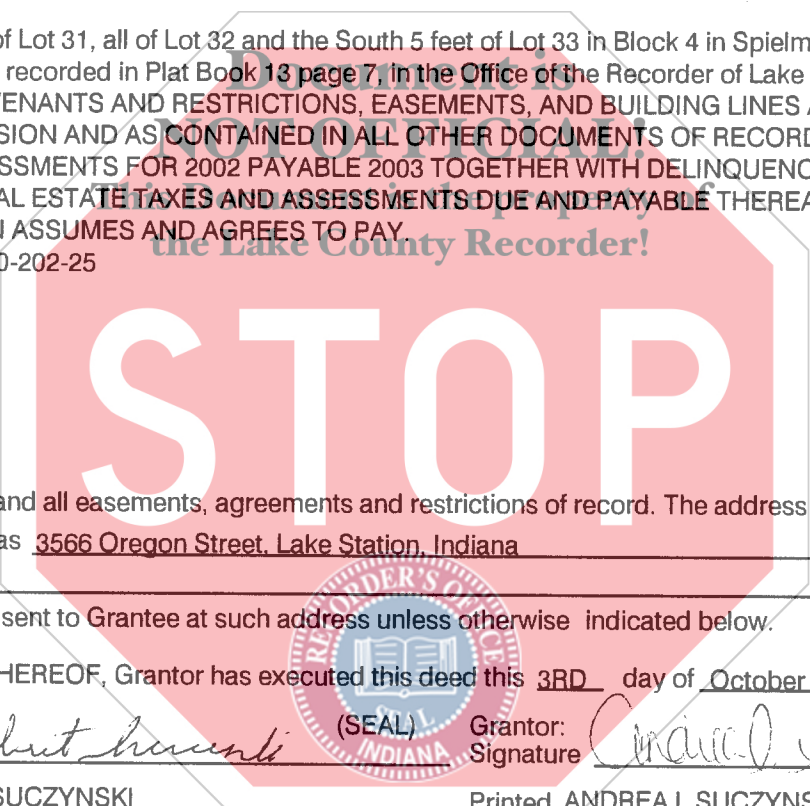 of Lot 31, all of Lot 32 and the South 5 feet of Lot 33 in Block 4 in Spielm
Document is
recorded in Plat Book 13 page 7, in the Office of the Recorder of Lake
ENANTS AND RESTRICTIONS, EASEMENTS, AND BUILDING LINES A
NOT OFFICIAL!
SION AND AS CONTAINED IN ALL OTHER DOCUMENTS OF RECORD
SSMENTS FOR 2002 PAYABLE 2003 TOGETHER WITH DELINQUENC
This Document is the property of
AL ESTATE TAXES AND ASSESSMENTS DUE AND PAYABLE THEREA
ASSUMES AND AGREES TO PAY.
the Lake County Recorder!
0-202-25
STOP
and all easements, agreements and restrictions of record. The address
as 3566 Oregon Street, Lake Station, Indiana
RECORDER'S OFFICE
sent to Grantee at such address unless otherwise indicated below.
HEREOF, Grantor has executed this deed this 3RD day of October
SEAL
(SEAL) Grantor:
INDIANA
Signature
SUCZYNSKI Printed ANDREA L SUCZYNS